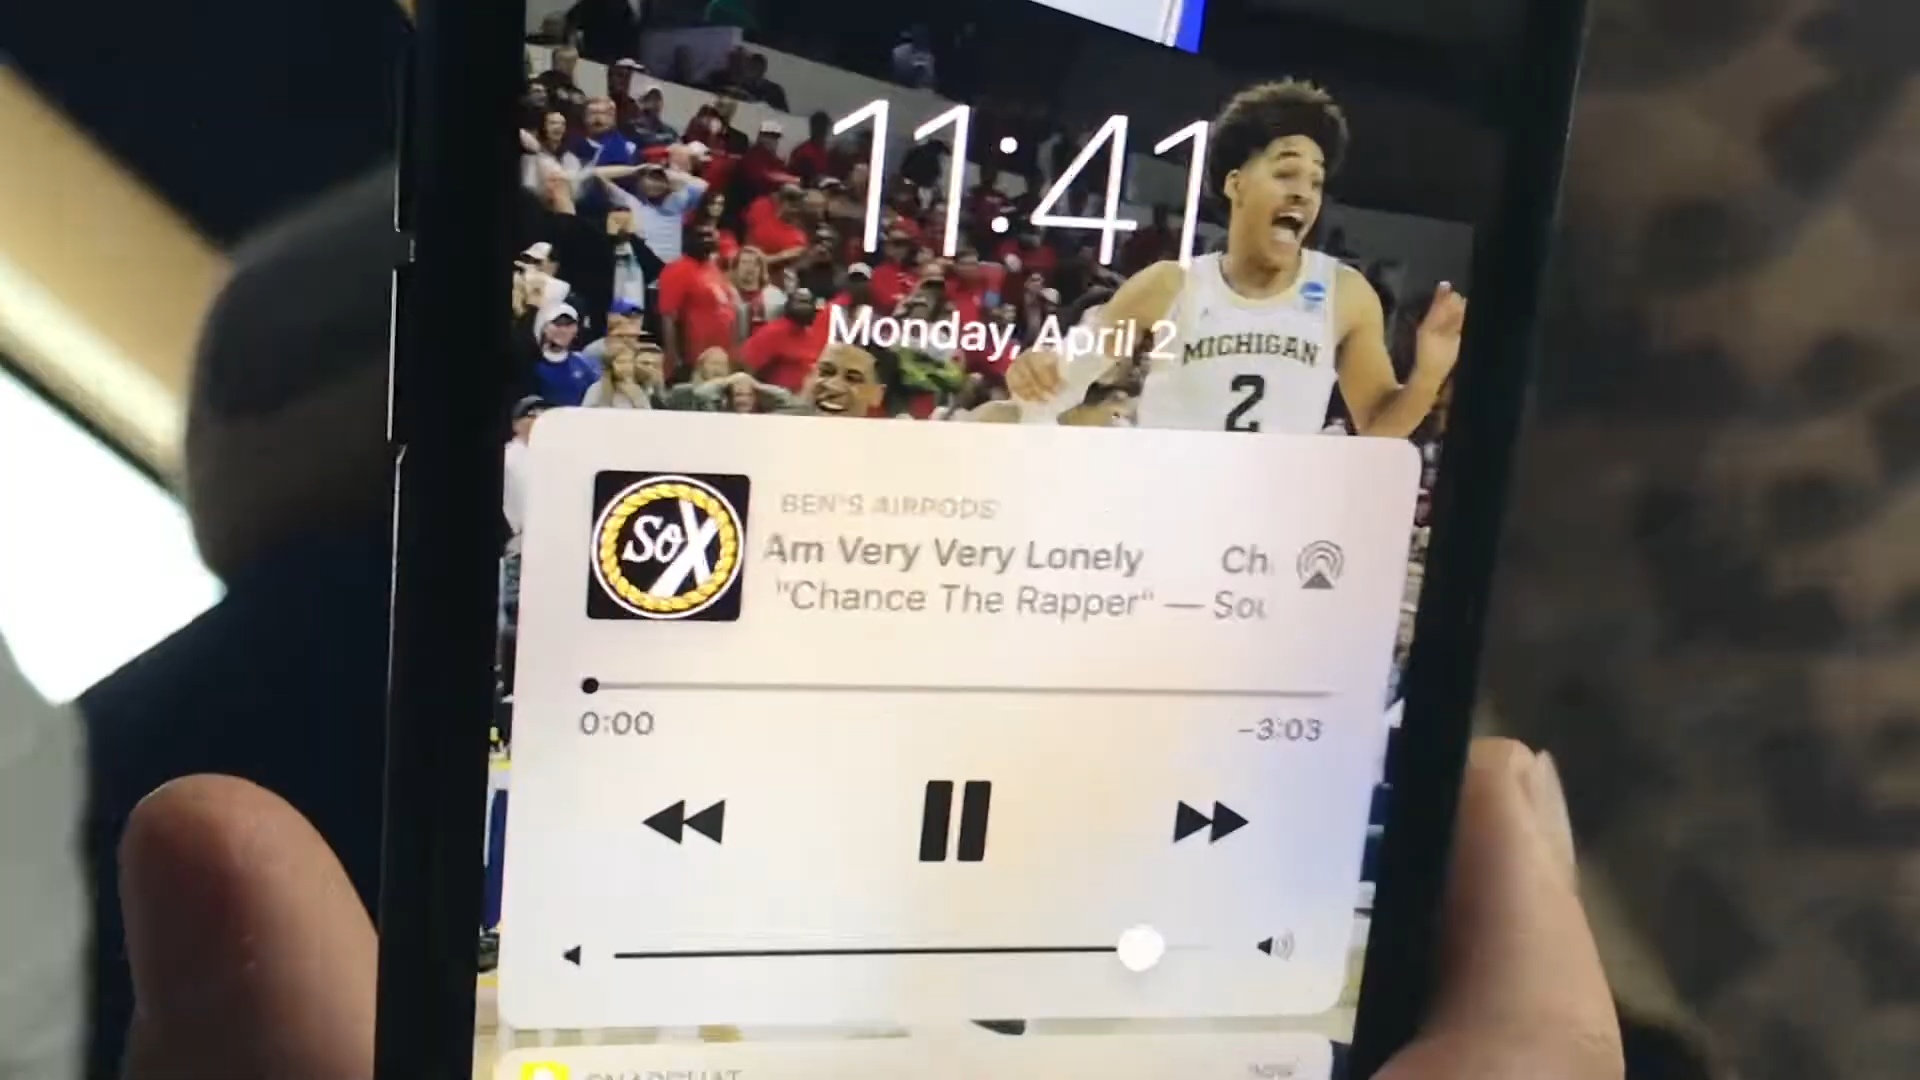 11:41
Monday, April 2
MICHIGAN
2
Sox
BEN'S AIRPODS
Am Very Very Lonely Ch
"Chance The Rapper" — Sou
0:00
-3:03
SNAPCHAT